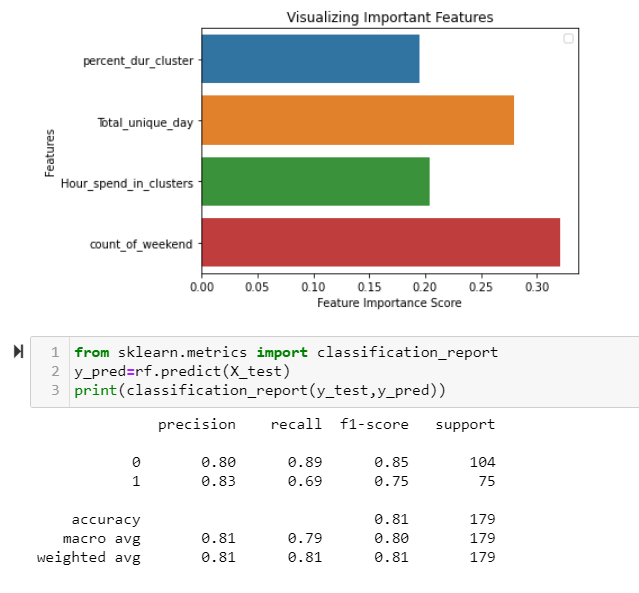 Visualizing Important Features
percent_dur_cluster
Total_unique_day
Hour_spend_in_clusters
count_of_weekend
Features
0.00 0.05 0.10 0.15 0.20 0.25 0.30
Feature Importance Score
1 from sklearn.metrics import classification_report
2 y_pred=rf.predict(X_test)
3 print(classification_report(y_test,y_pred))
precision recall f1-score support
0 0.80 0.89 0.85 104
1 0.83 0.69 0.75 75
accuracy 0.81 179
macro avg 0.81 0.79 0.80 179
weighted avg 0.81 0.81 0.81 179